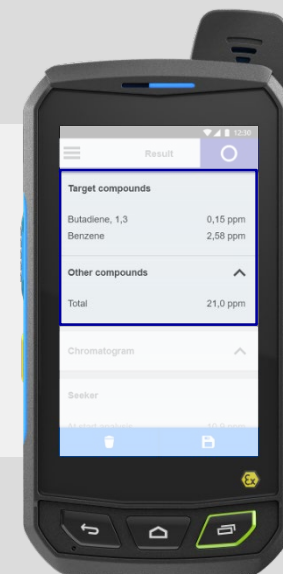 12:30
Result
Target compounds
Butadiene, 1,3 0,15 ppm
Benzene 2,58 ppm
Other compounds
Total 21,0 ppm
Chromatogram
Seeker
Ex